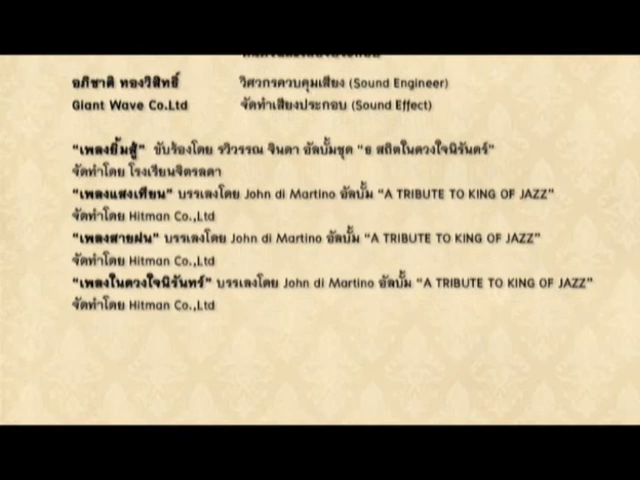 อภิชาติ ทองวิสิทธิ์ วิศวกรควบคุมเสียง (Sound Engineer)
Giant Wave Co.Ltd จัดทำเสียงประกอบ (Sound Effect)
“เพลงยิ้มสู้” ขับร้องโดย รวิวรรณ จินดา อัลบั้มชุด “ธ สถิตในดวงใจนิรันดร์”
จัดทำโดย โรงเรียนจิตรลดา
“เพลงแสงเทียน” บรรเลงโดย John di Martino อัลบั้ม “A TRIBUTE TO KING OF JAZZ”
จัดทำโดย Hitman Co.,Ltd
“เพลงสายฝน” บรรเลงโดย John di Martino อัลบั้ม “A TRIBUTE TO KING OF JAZZ”
จัดทำโดย Hitman Co.,Ltd
“เพลงในดวงใจนิรันทร์” บรรเลงโดย John di Martino อัลบั้ม “A TRIBUTE TO KING OF JAZZ”
จัดทำโดย Hitman Co.,Ltd